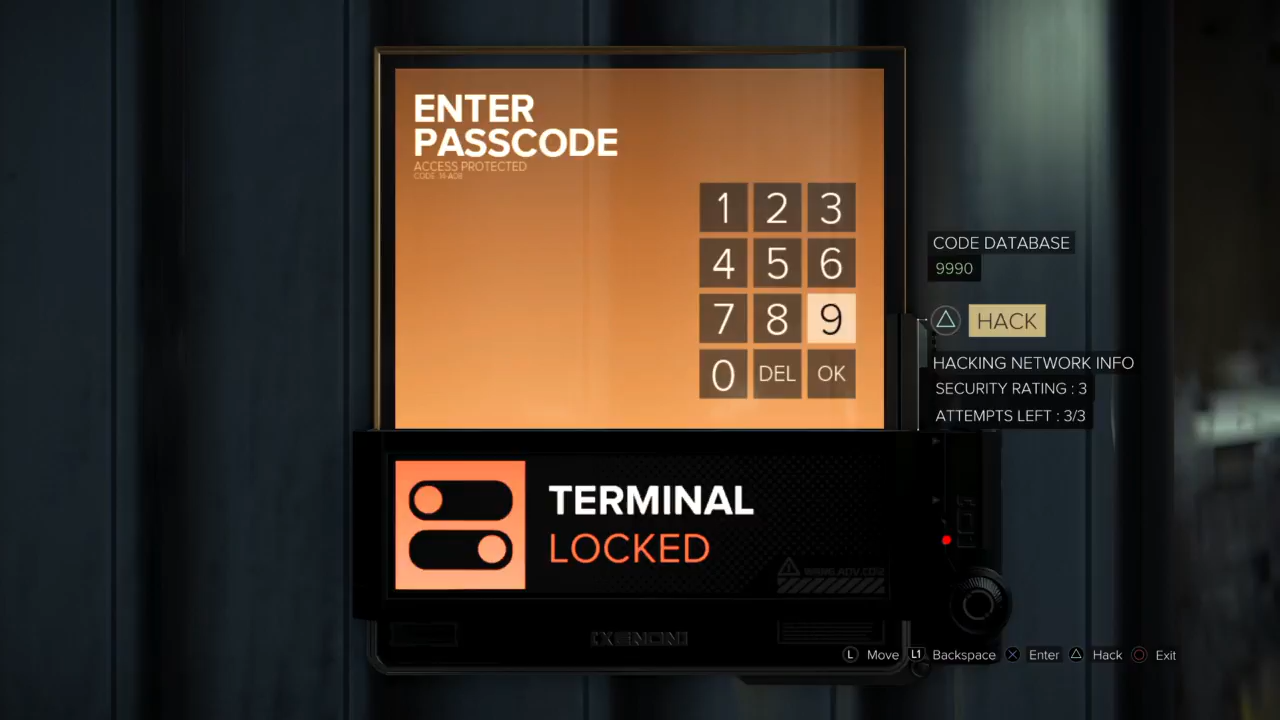 ENTER
PASSCODE
ACCESS PROTECTED
1 2 3
4 5 6
7 8 9
0 DEL OK
CODE DATABASE
9990
HACK
HACKING NETWORK INFO
SECURITY RATING : 3
ATTEMPTS LEFT : 3/3
TERMINAL
LOCKED
L Move L1 Backspace Enter Hack Exit